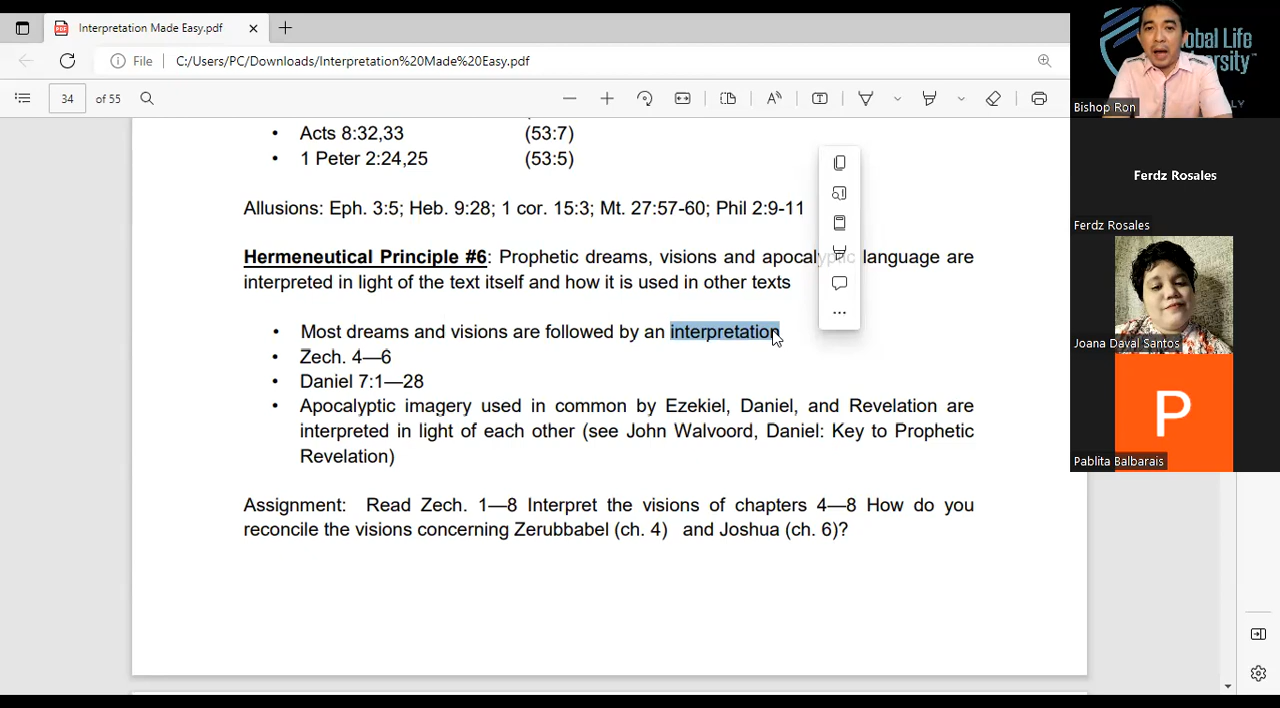 Interpretation Made Easy.pdf
File
C:/Users/PC/Downloads/Interpretation%20Made%20Easy.pdf
34 of 55
• Acts 8:32,33 (53:7)
• 1 Peter 2:24,25 (53:5)
Allusions: Eph. 3:5; Heb. 9:28; 1 cor. 15:3; Mt. 27:57-60; Phil 2:9-11
Hermeneutical Principle #6: Prophetic dreams, visions and apocalyptic language are
interpreted in light of the text itself and how it is used in other texts
• Most dreams and visions are followed by an interpretation
• Zech. 4—6
• Daniel 7:1—28
• Apocalyptic imagery used in common by Ezekiel, Daniel, and Revelation are
interpreted in light of each other (see John Walvoord, Daniel: Key to Prophetic
Revelation)
Assignment: Read Zech. 1—8 Interpret the visions of chapters 4—8 How do you
reconcile the visions concerning Zerubbabel (ch. 4) and Joshua (ch. 6)?
obal Life
ersity
Bishop Ron
Ferdz Rosales
Ferdz Rosales
Joana Daval Santos
P
Pablita Balbarais